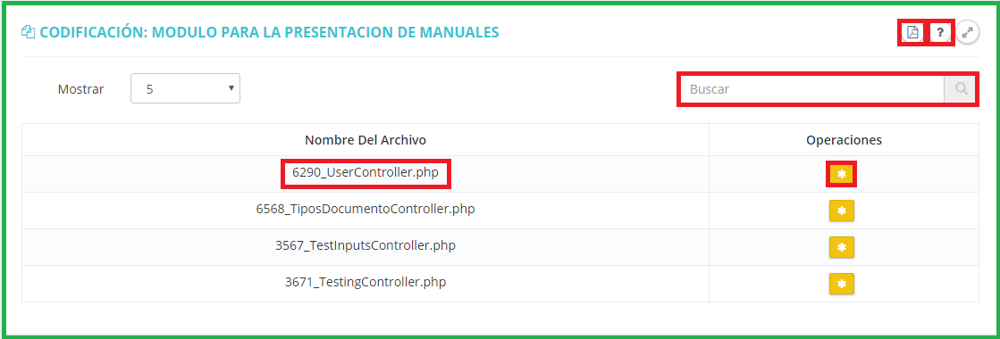 CODIFICACIÓN: MODULO PARA LA PRESENTACION DE MANUALES ?
Mostrar 5 Buscar
Nombre Del Archivo Operaciones
6290_UserController.php
6568_TiposDocumentoController.php
3567_TestInputsController.php
3671_TestingController.php